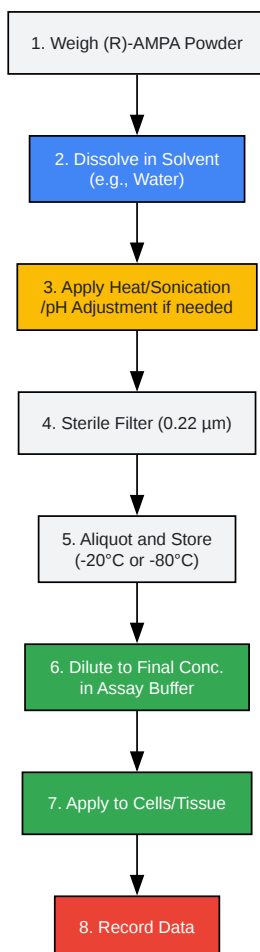 1. Weigh (R)-AMPA Powder
2. Dissolve in Solvent
(e.g., Water)
3. Apply Heat/Sonication
/pH Adjustment if needed
4. Sterile Filter (0.22 µm)
5. Aliquot and Store
(-20°C or -80°C)
6. Dilute to Final Conc.
in Assay Buffer
7. Apply to Cells/Tissue
8. Record Data